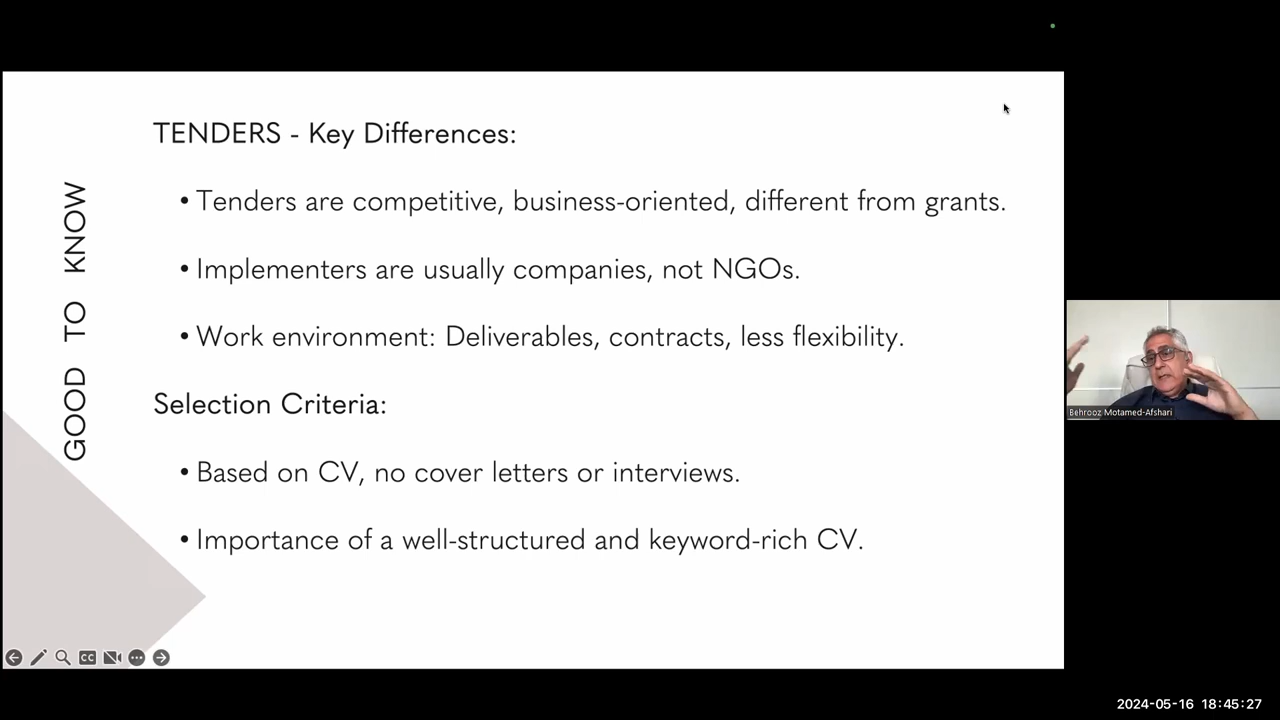 GOOD TO KNOW
TENDERS - Key Differences:
• Tenders are competitive, business-oriented, different from grants.
• Implementers are usually companies, not NGOs.
• Work environment: Deliverables, contracts, less flexibility.
Selection Criteria:
• Based on CV, no cover letters or interviews.
• Importance of a well-structured and keyword-rich CV.
CC
Behrooz Motamed-Afshari
2024-05-16 18:45:27